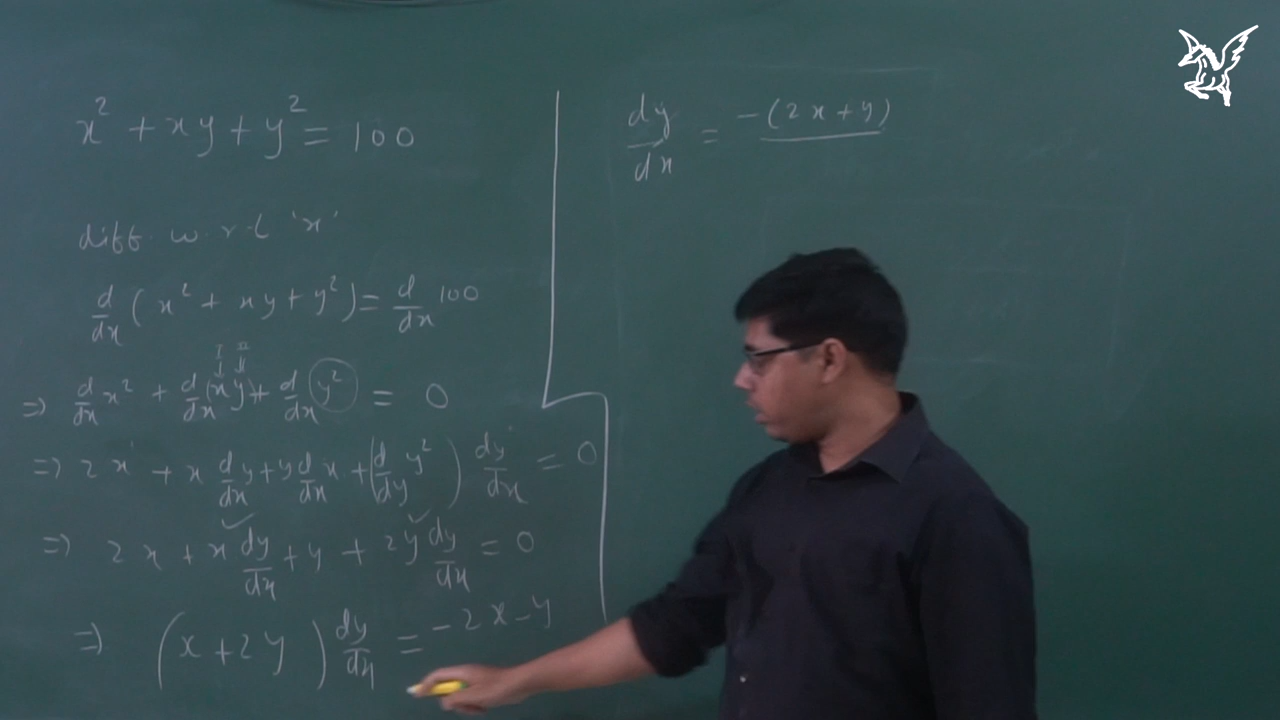 x² + xy + y² = 100
diff. w.r.t 'x'
d/dx (x² + xy + y²) = d/dx 100
I II
⇒ d/dx x² + d/dx (xy) + d/dx y² = 0
⇒ 2x¹ + x d/dx y + y d/dx x + (d/dy y²) dy/dx = 0
⇒ 2x + x dy/dx + y + 2y dy/dx = 0
⇒ (x + 2y) dy/dx = -2x - y
dy/dx = -(2x + y)